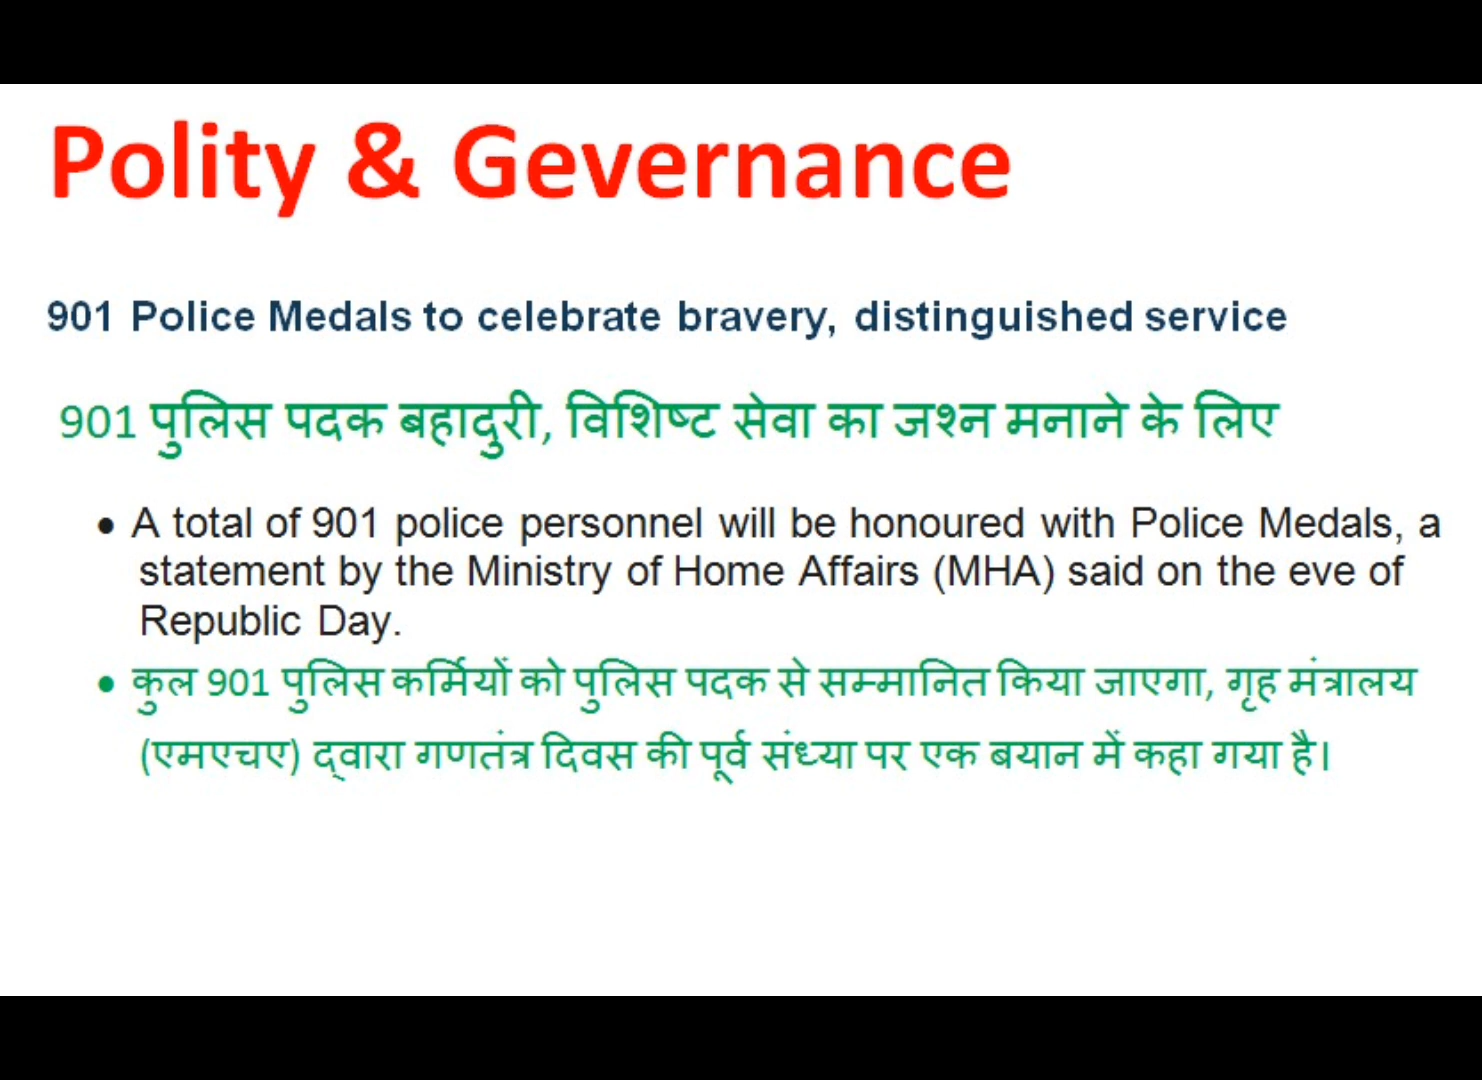 Polity & Gevernance
901 Police Medals to celebrate bravery, distinguished service
901 पुलिस पदक बहादुरी, विशिष्ट सेवा का जश्न मनाने के लिए
• A total of 901 police personnel will be honoured with Police Medals, a
statement by the Ministry of Home Affairs (MHA) said on the eve of
Republic Day.
• कुल 901 पुलिस कर्मियों को पुलिस पदक से सम्मानित किया जाएगा, गृह मंत्रालय
(एमएचए) द्वारा गणतंत्र दिवस की पूर्व संध्या पर एक बयान में कहा गया है।